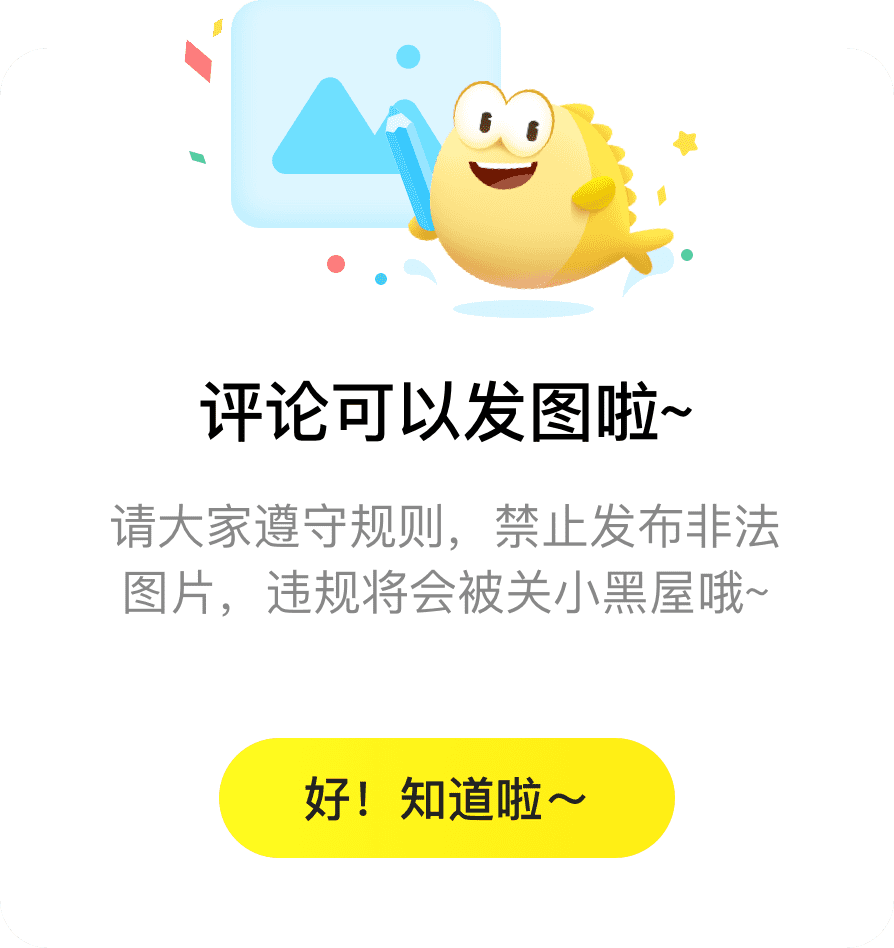 评论可以发图啦~
请大家遵守规则，禁止发布非法
图片，违规将会被关小黑屋哦~
好！知道啦～